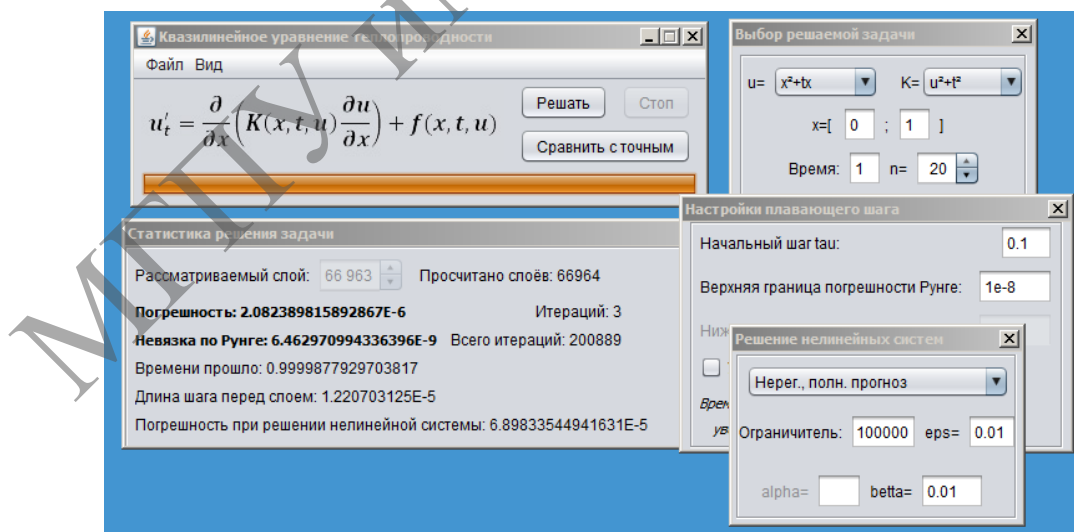 Квазилинейное уравнение теплопроводности
Файл Вид
u′ₜ = ∂/∂x (K(x, t, u) ∂u/∂x) + f(x, t, u)
Решать
Стоп
Сравнить с точным
Выбор решаемой задачи
u= x²+tx K= u²+t²
x=[ 0 ; 1 ]
Время: 1 n= 20
Статистика решения задачи
Рассматриваемый слой: 66 963 Просчитано слоёв: 66964
Погрешность: 2.082389815892867E-6 Итераций: 3
Невязка по Рунге: 6.462970994336396E-9 Всего итераций: 200889
Времени прошло: 0.9999877929703817
Длина шага перед слоем: 1.220703125E-5
Погрешность при решении нелинейной системы: 6.89833544941631E-5
Настройки плавающего шага
Начальный шаг tau: 0.1
Верхняя граница погрешности Рунге: 1e-8
Решение нелинейных систем
Нерег., полн. прогноз
Ограничитель: 100000 eps= 0.01
alpha= betta= 0.01
МПУ И